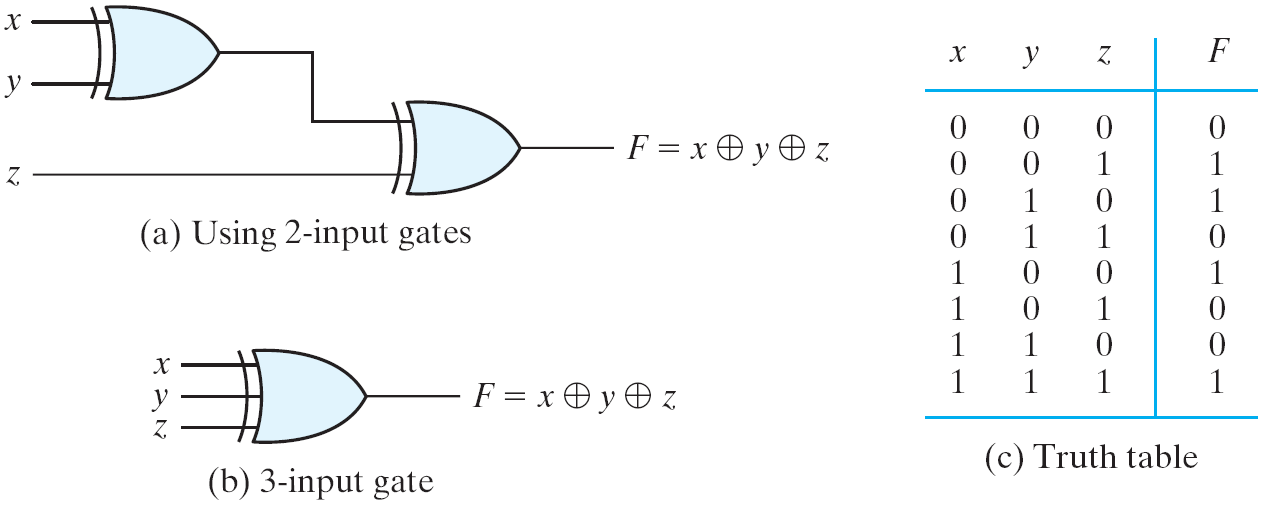 x
y
z
F = x ⊕ y ⊕ z
(a) Using 2-input gates
x
y
z
F = x ⊕ y ⊕ z
(b) 3-input gate
x y z F
0 0 0 0
0 0 1 1
0 1 0 1
0 1 1 0
1 0 0 1
1 0 1 0
1 1 0 0
1 1 1 1
(c) Truth table